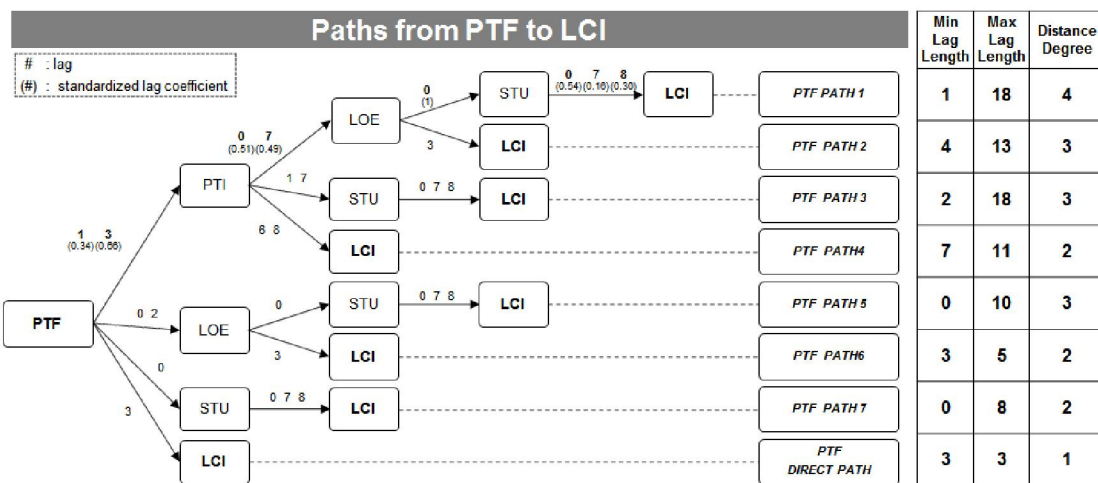 Paths from PTF to LCI
Min Lag Length
Max Lag Length
Distance Degree
# : lag
(#) : standardized lag coefficient
0 7 8
(0.54)(0.16)(0.30)
0
(1)
STU
LCI
PTF PATH 1
1 18 4
LOE
0 7
(0.51)(0.49)
3
LCI
PTF PATH 2
4 13 3
PTI
1 7
STU
0 7 8
LCI
PTF PATH 3
2 18 3
6 8
LCI
PTF PATH4
7 11 2
1 3
(0.34)(0.66)
0
STU
0 7 8
LCI
PTF PATH 5
0 10 3
PTF
0 2
LOE
3
LCI
PTF PATH6
3 5 2
0
STU
0 7 8
LCI
PTF PATH 7
0 8 2
3
LCI
PTF
DIRECT PATH
3 3 1